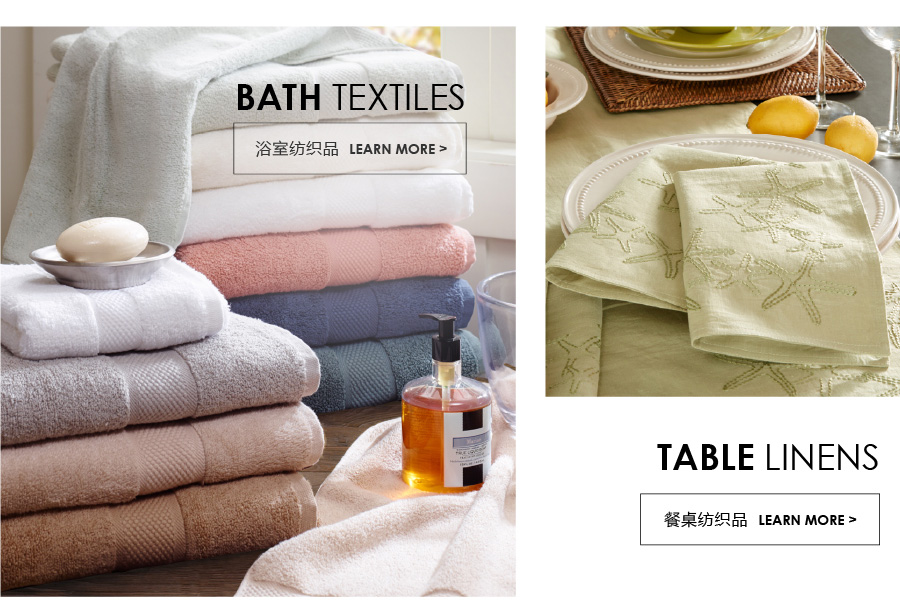 BATH TEXTILES
浴室纺织品 LEARN MORE >
TABLE LINENS
餐桌纺织品 LEARN MORE >